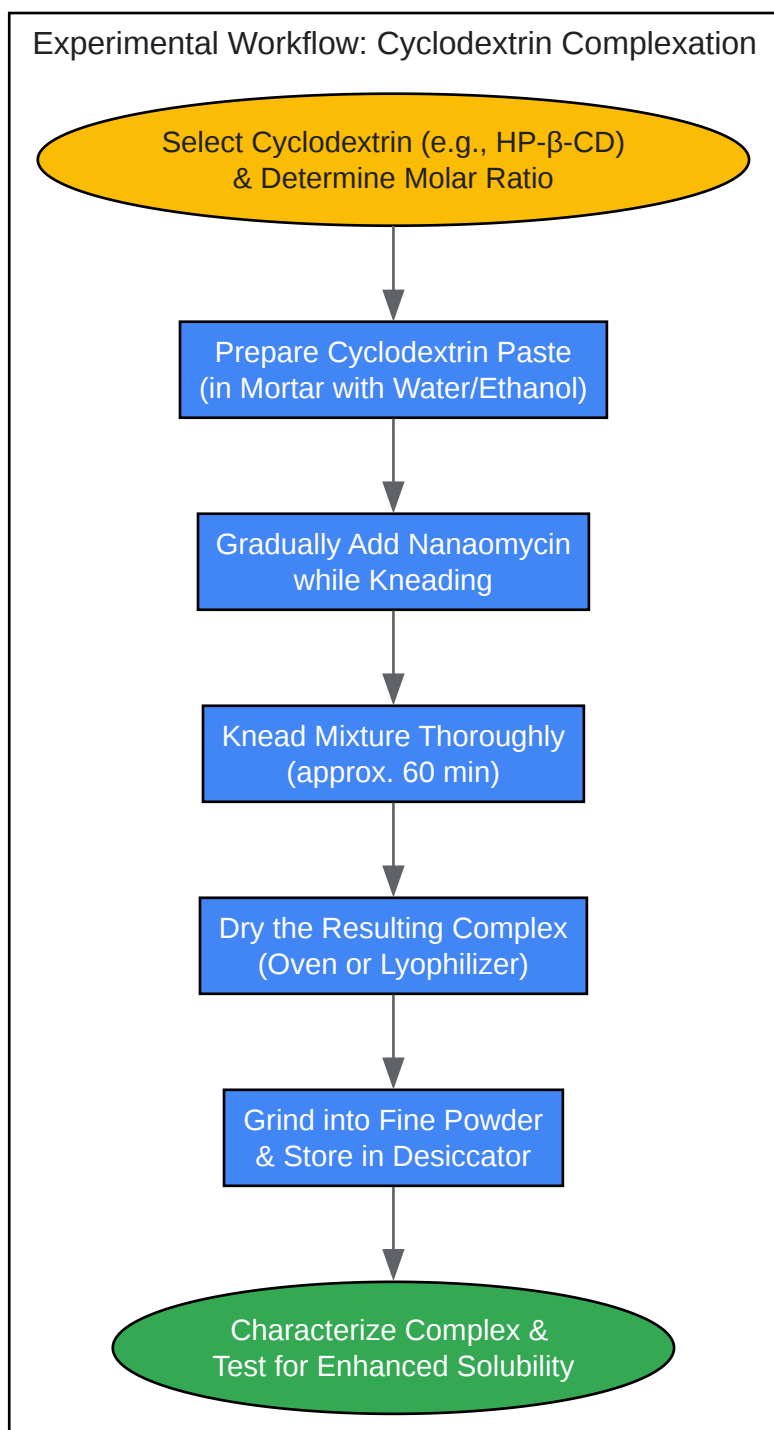 Experimental Workflow: Cyclodextrin Complexation
Select Cyclodextrin (e.g., HP-β-CD)
& Determine Molar Ratio
Prepare Cyclodextrin Paste
(in Mortar with Water/Ethanol)
Gradually Add Nanaomycin
while Kneading
Knead Mixture Thoroughly
(approx. 60 min)
Dry the Resulting Complex
(Oven or Lyophilizer)
Grind into Fine Powder
& Store in Desiccator
Characterize Complex &
Test for Enhanced Solubility